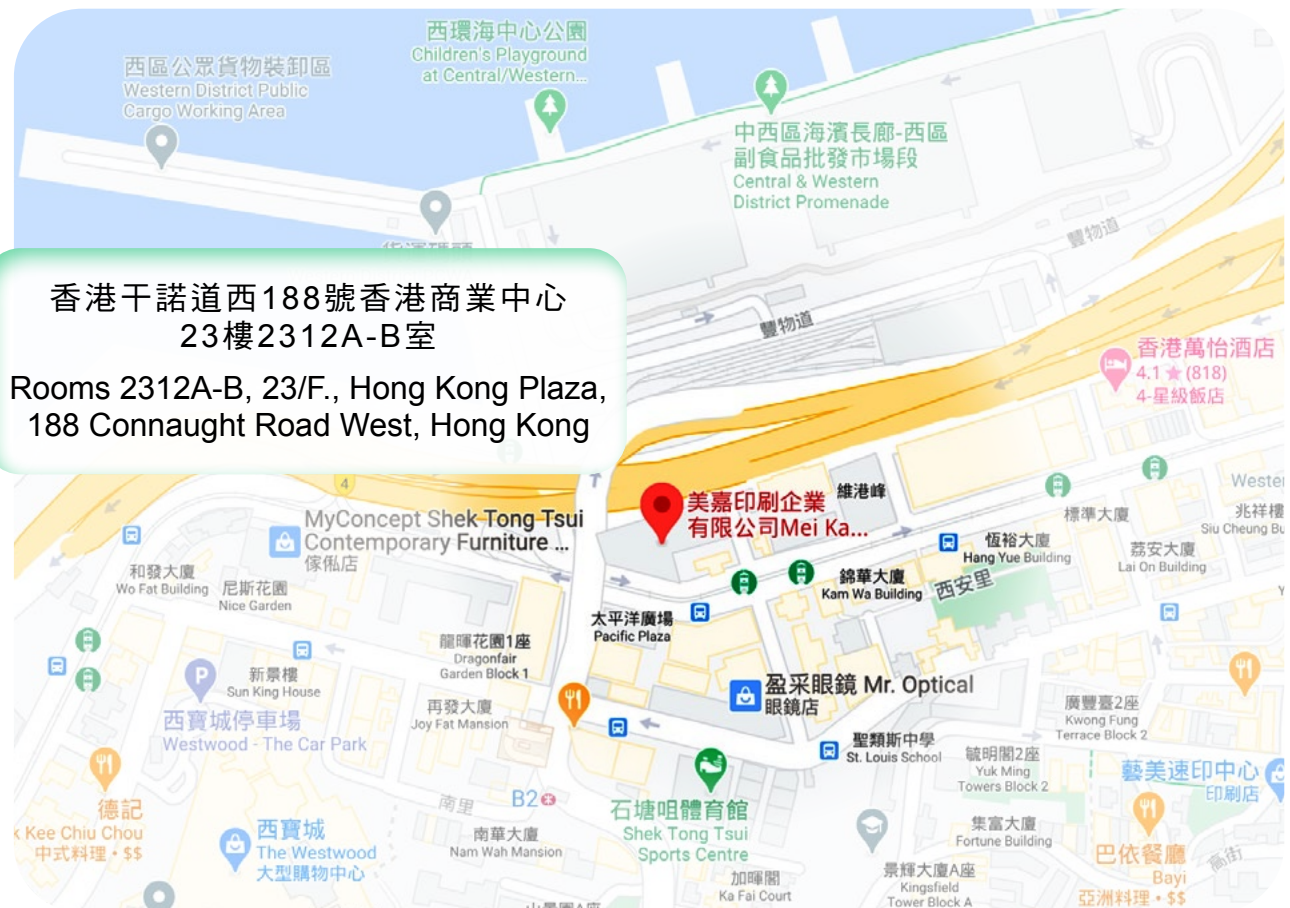 西環海中心公園
Children's Playground
at Central/Western...
西區公眾貨物裝卸區
Western District Public
Cargo Working Area
中西區海濱長廊-西區
副食品批發市場段
Central & Western
District Promenade
豐物道
香港干諾道西188號香港商業中心
23樓2312A-B室
Rooms 2312A-B, 23/F., Hong Kong Plaza,
188 Connaught Road West, Hong Kong
豐物道
香港萬怡酒店
4.1 ★ (818)
4-星級飯店
4
美嘉印刷企業
有限公司Mei Ka...
維港峰
MyConcept Shek Tong Tsui
Contemporary Furniture ...
傢俬店
標準大廈
兆祥樓
恆裕大廈
Hang Yue Building
荔安大廈
Lai On Building
和發大廈
Wo Fat Building
尼斯花園
Nice Garden
錦華大廈
Kam Wa Building
西安里
太平洋廣場
Pacific Plaza
龍暉花園1座
Dragonfair
Garden Block 1
新景樓
Sun King House
P
西寶城停車場
Westwood - The Car Park
再發大廈
Joy Fat Mansion
盈采眼鏡 Mr. Optical
眼鏡店
廣豐臺2座
Kwong Fung
Terrace Block 2
聖類斯中學
St. Louis School
毓明閣2座
Yuk Ming
Towers Block 2
藝美速印中心
印刷店
德記
Kee Chiu Chou
中式料理・$$
南里
B2
石塘咀體育館
Shek Tong Tsui
Sports Centre
西寶城
The Westwood
大型購物中心
南華大廈
Nam Wah Mansion
集富大廈
Fortune Building
巴依餐廳
Bayi
亞洲料理・$$
高街
加暉閣
Ka Fai Court
景輝大廈A座
Kingsfield
Tower Block A